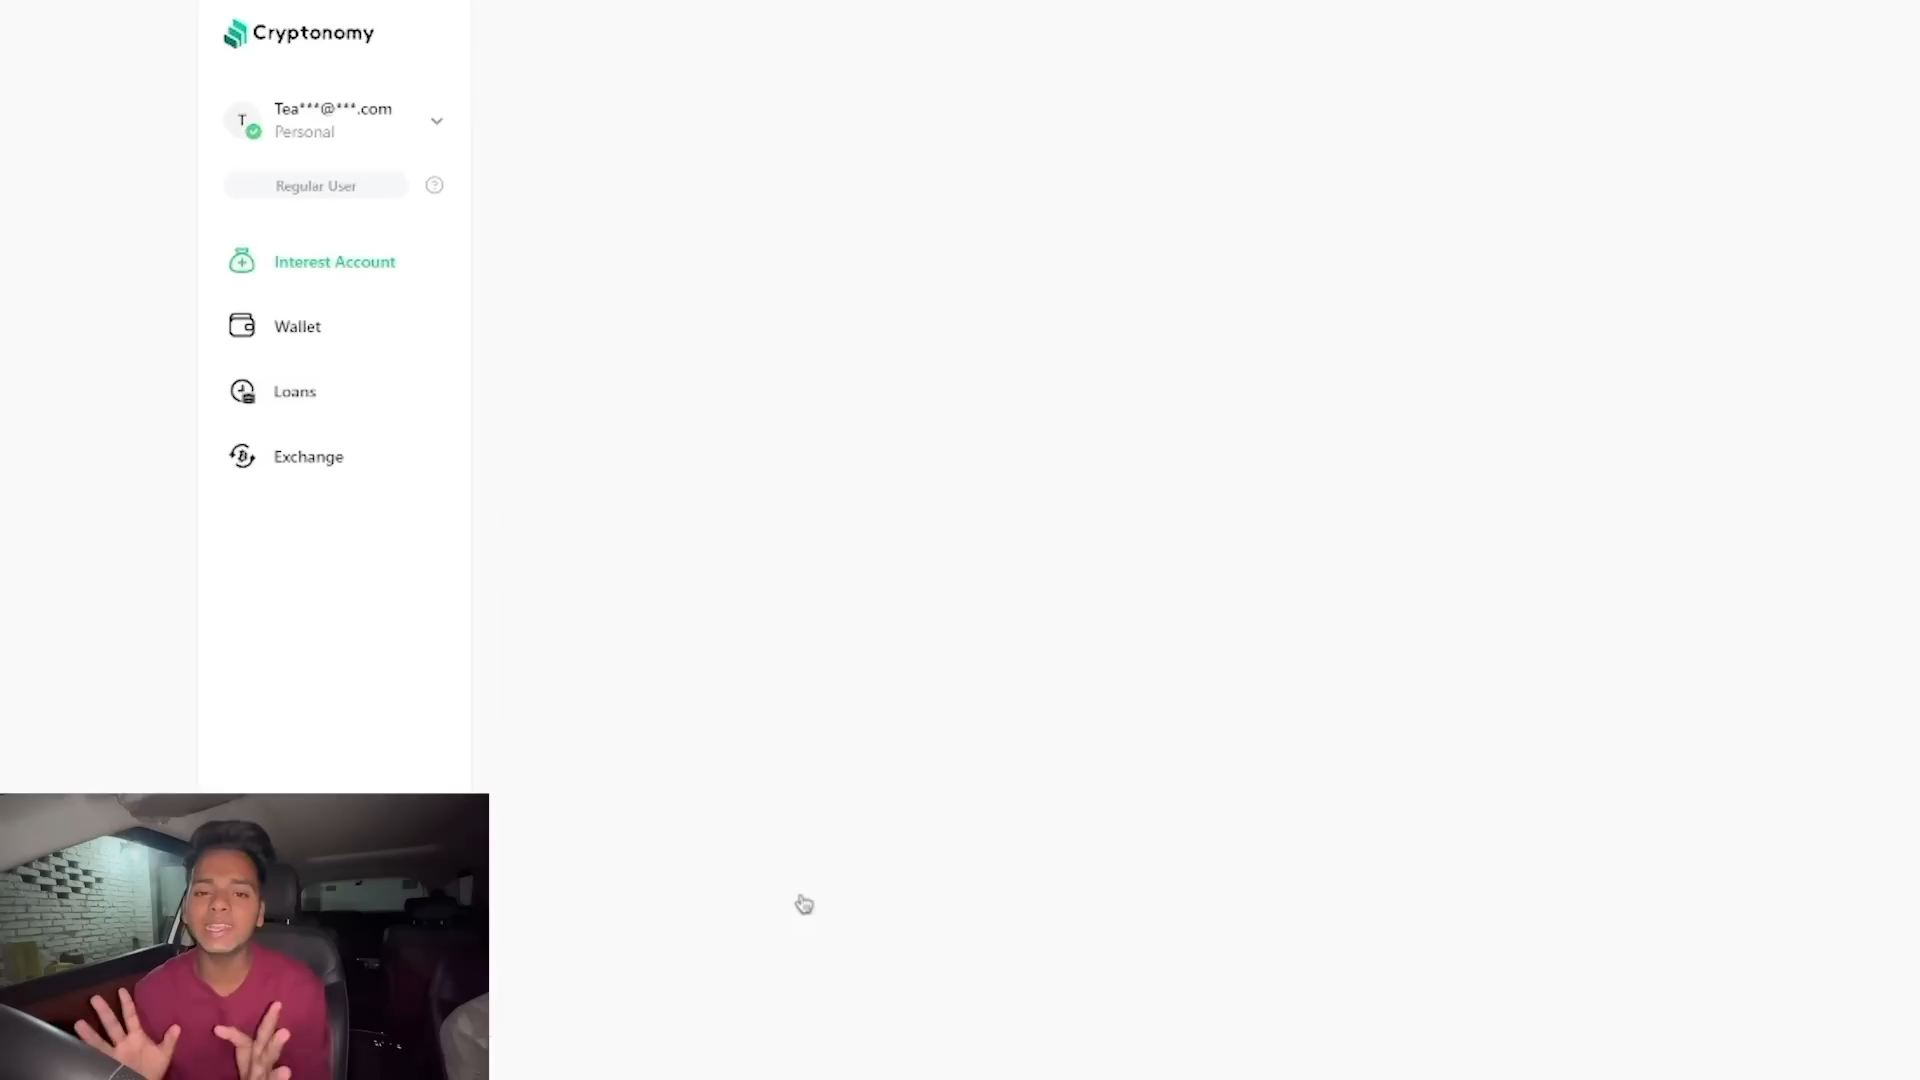 Cryptonomy
Tea***@***.com
Personal
T
Regular User
Interest Account
Wallet
Loans
Exchange